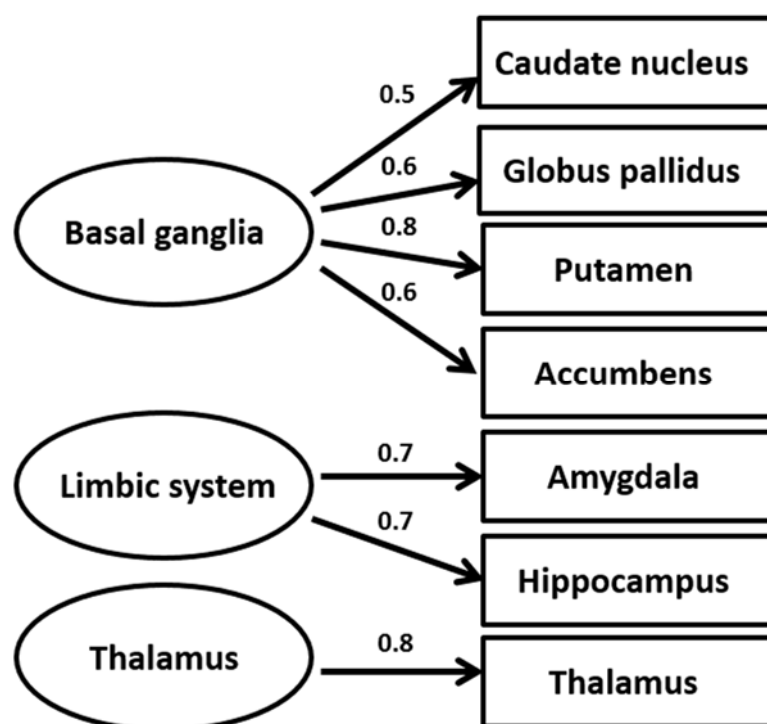 Caudate nucleus
0.5
Globus pallidus
0.6
Basal ganglia
0.8
Putamen
0.6
Accumbens
Limbic system
0.7
Amygdala
0.7
Hippocampus
Thalamus
0.8
Thalamus